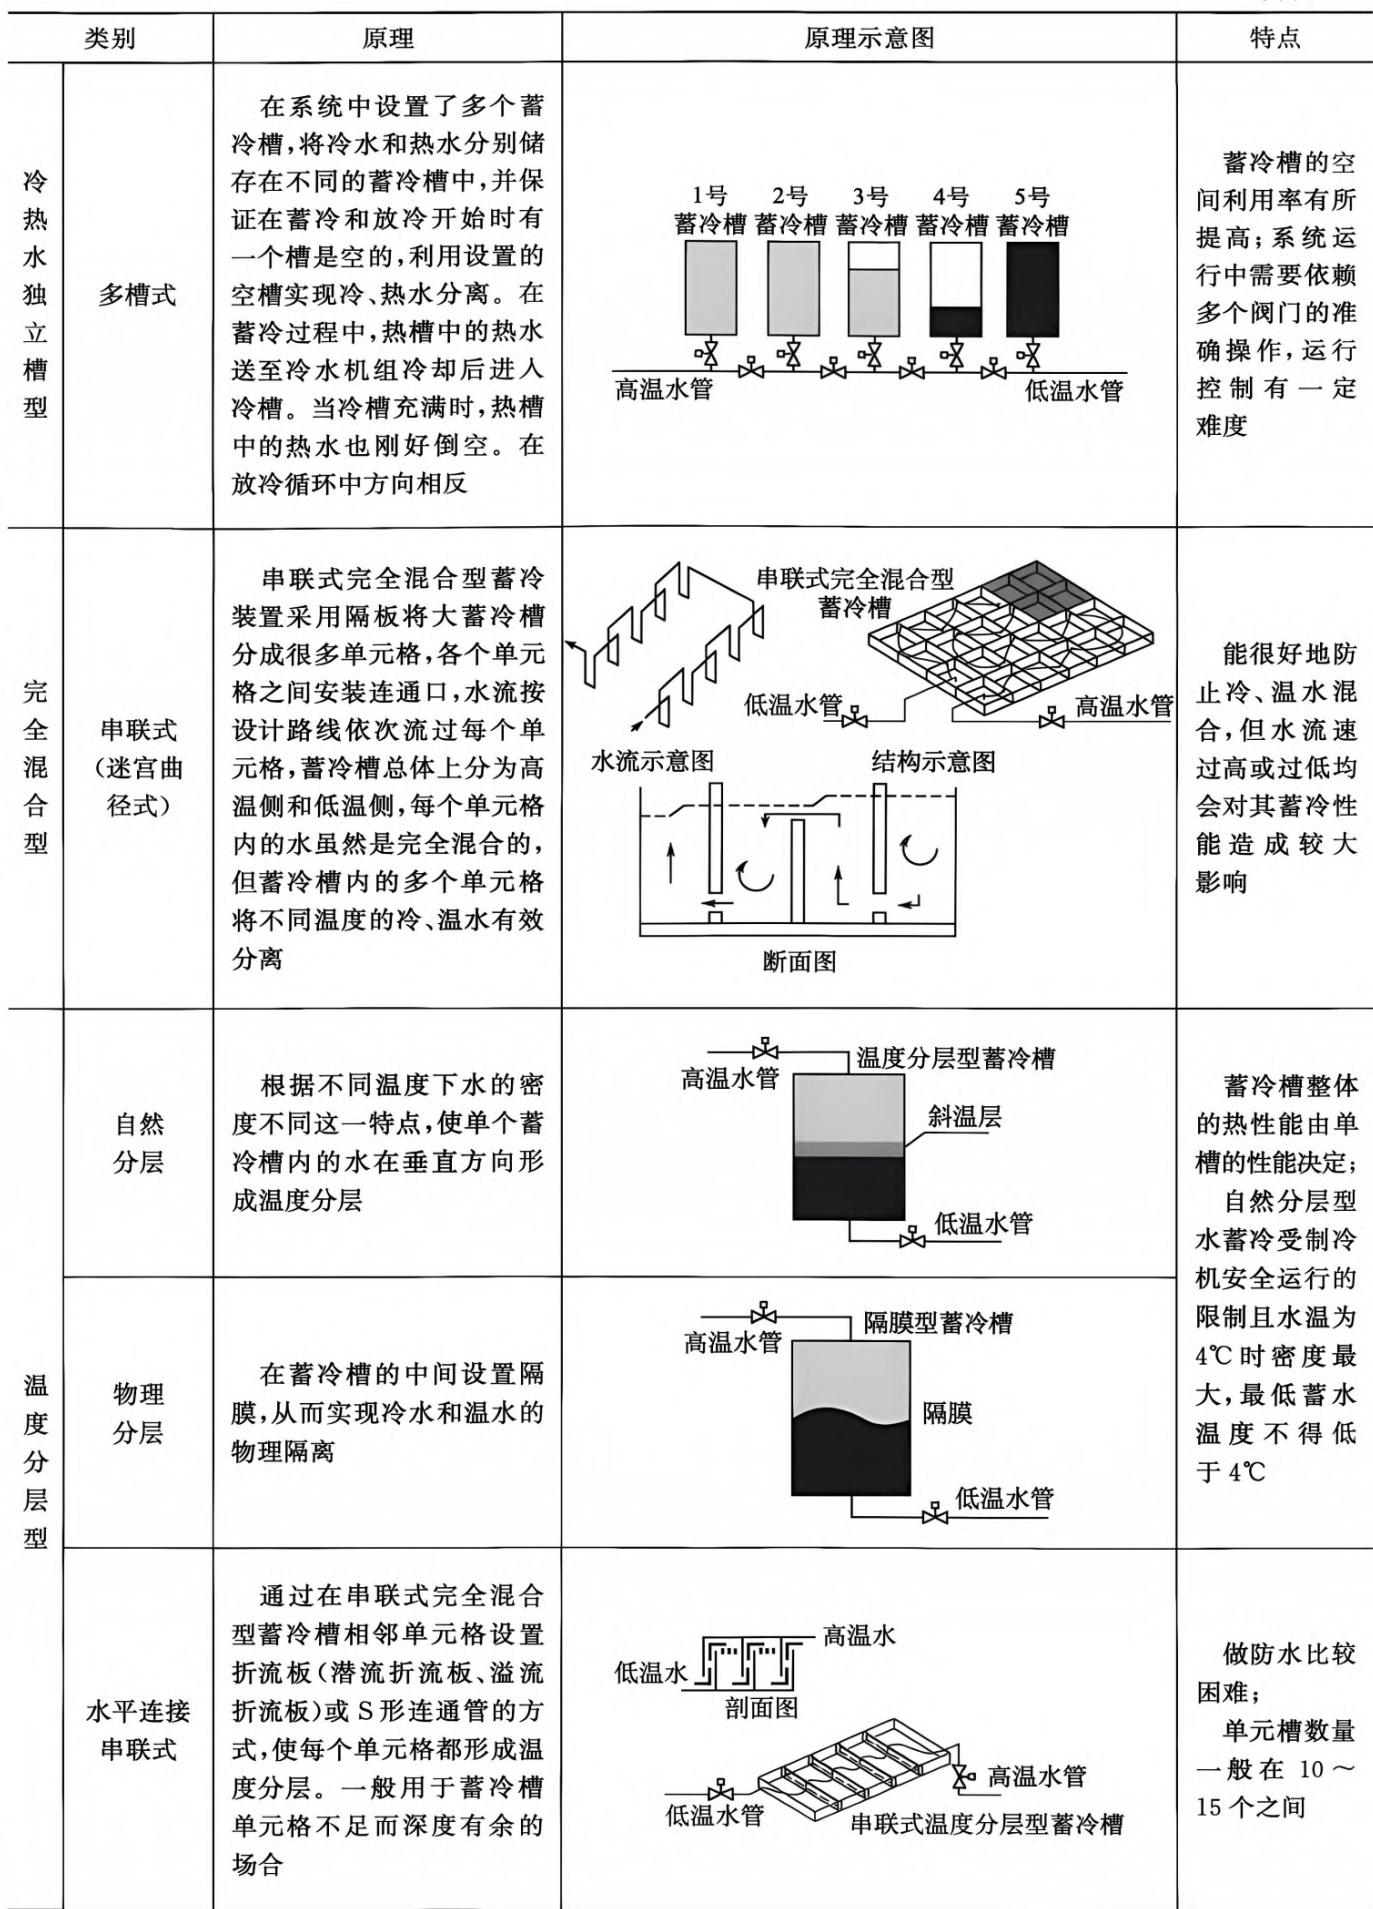 类别
原理
原理示意图
特点
冷热水独立槽型
多槽式
在系统中设置了多个蓄
冷槽,将冷水和热水分别储
存在不同的蓄冷槽中,并保
证在蓄冷和放冷开始时有
一个槽是空的,利用设置的
空槽实现冷、热水分离。在
蓄冷过程中,热槽中的热水
送至冷水机组冷却后进入
冷槽。当冷槽充满时,热槽
中的热水也刚好倒空。在
放冷循环中方向相反
1号 2号 3号 4号 5号
蓄冷槽 蓄冷槽 蓄冷槽 蓄冷槽 蓄冷槽
高温水管
低温水管
蓄冷槽的空
间利用率有所
提高;系统运
行中需要依赖
多个阀门的准
确操作,运行
控制有一定
难度
完全混合型
串联式
(迷宫曲
径式)
串联式完全混合型蓄冷
装置采用隔板将大蓄冷槽
分成很多单元格,各个单元
格之间安装连通口,水流按
设计路线依次流过每个单
元格,蓄冷槽总体上分为高
温侧和低温侧,每个单元格
内的水虽然是完全混合的,
但蓄冷槽内的多个单元格
将不同温度的冷、温水有效
分离
串联式完全混合型
蓄冷槽
低温水管
高温水管
水流示意图
结构示意图
断面图
能很好地防
止冷、温水混
合,但水流速
过高或过低均
会对其蓄冷性
能造成较大
影响
温度分层型
自然
分层
根据不同温度下水的密
度不同这一特点,使单个蓄
冷槽内的水在垂直方向形
成温度分层
高温水管
温度分层型蓄冷槽
斜温层
低温水管
蓄冷槽整体
的热性能由单
槽的性能决定;
自然分层型
水蓄冷受制冷
机安全运行的
限制且水温为
4℃时密度最
大,最低蓄水
温度不得低
于4℃
物理
分层
在蓄冷槽的中间设置隔
膜,从而实现冷水和温水的
物理隔离
高温水管
隔膜型蓄冷槽
隔膜
低温水管
水平连接
串联式
通过在串联式完全混合
型蓄冷槽相邻单元格设置
折流板(潜流折流板、溢流
折流板)或S形连通管的方
式,使每个单元格都形成温
度分层。一般用于蓄冷槽
单元格不足而深度有余的
场合
高温水
低温水
剖面图
高温水管
低温水管
串联式温度分层型蓄冷槽
做防水比较
困难;
单元槽数量
一般在10～
15个之间